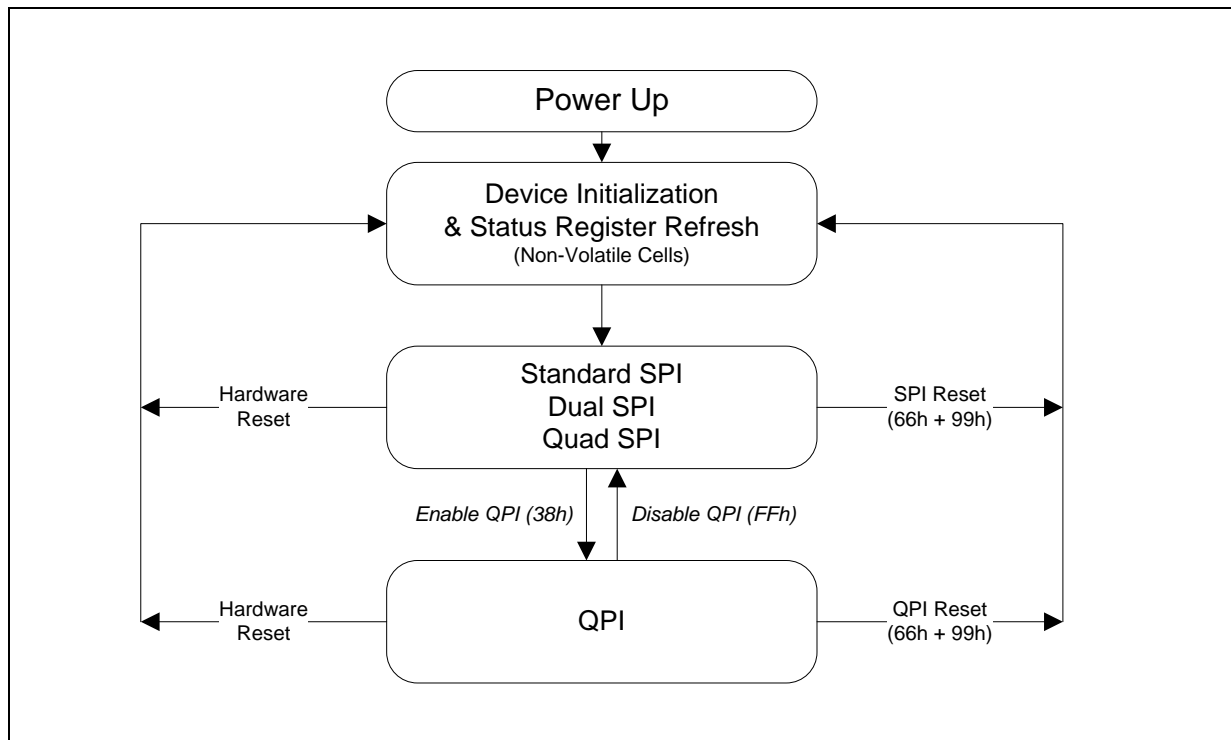 Power Up
Device Initialization
& Status Register Refresh
(Non-Volatile Cells)
Standard SPI
Dual SPI
Quad SPI
Hardware
Reset
SPI Reset
(66h + 99h)
Enable QPI (38h)
Disable QPI (FFh)
QPI
Hardware
Reset
QPI Reset
(66h + 99h)